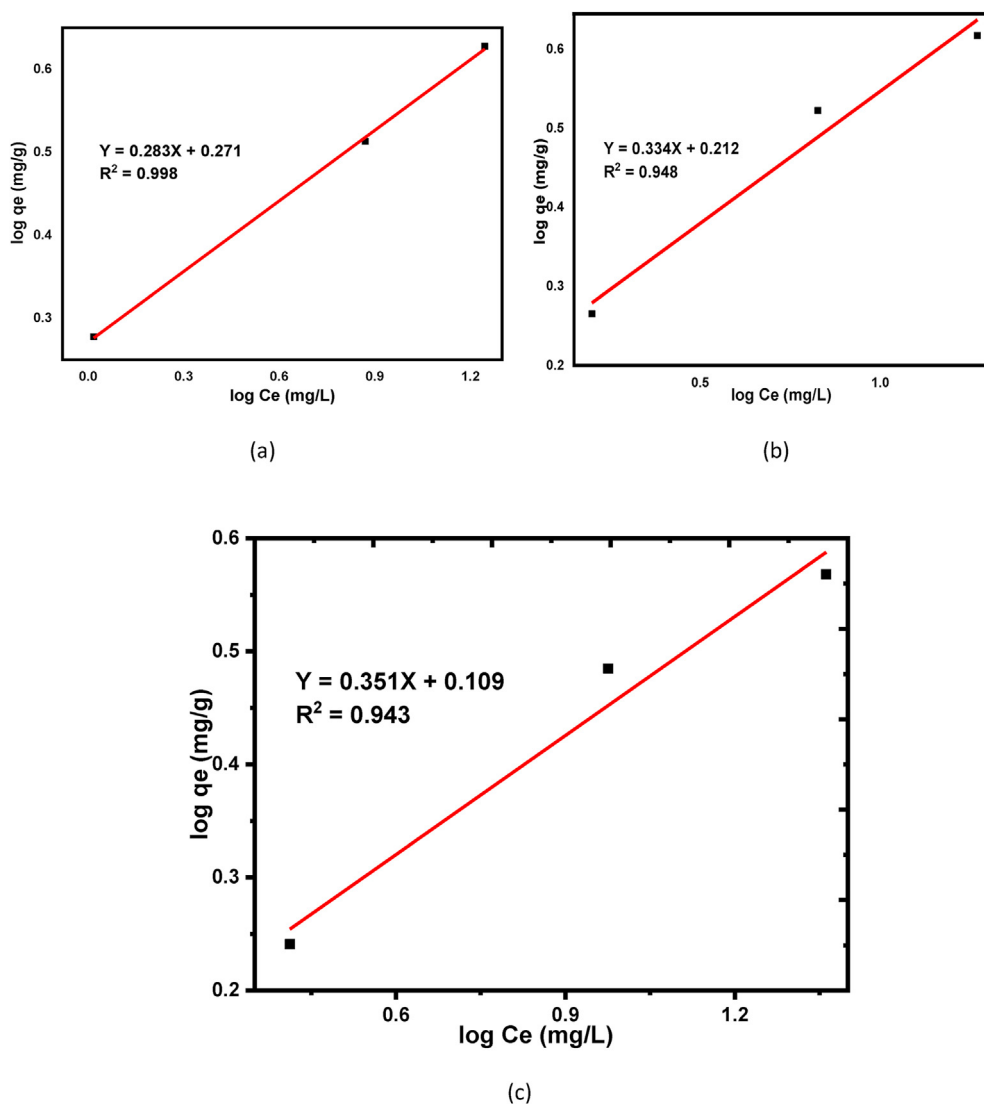 0.6
0.5
0.4
0.3
log qe (mg/g)
Y = 0.283X + 0.271
R² = 0.998
0.0 0.3 0.6 0.9 1.2
log Ce (mg/L)
(a)
0.6
0.5
0.4
0.3
0.2
log qe (mg/g)
Y = 0.334X + 0.212
R² = 0.948
0.5 1.0
log Ce (mg/L)
(b)
0.6
0.5
0.4
0.3
0.2
log qe (mg/g)
Y = 0.351X + 0.109
R² = 0.943
0.6 0.9 1.2
log Ce (mg/L)
(c)